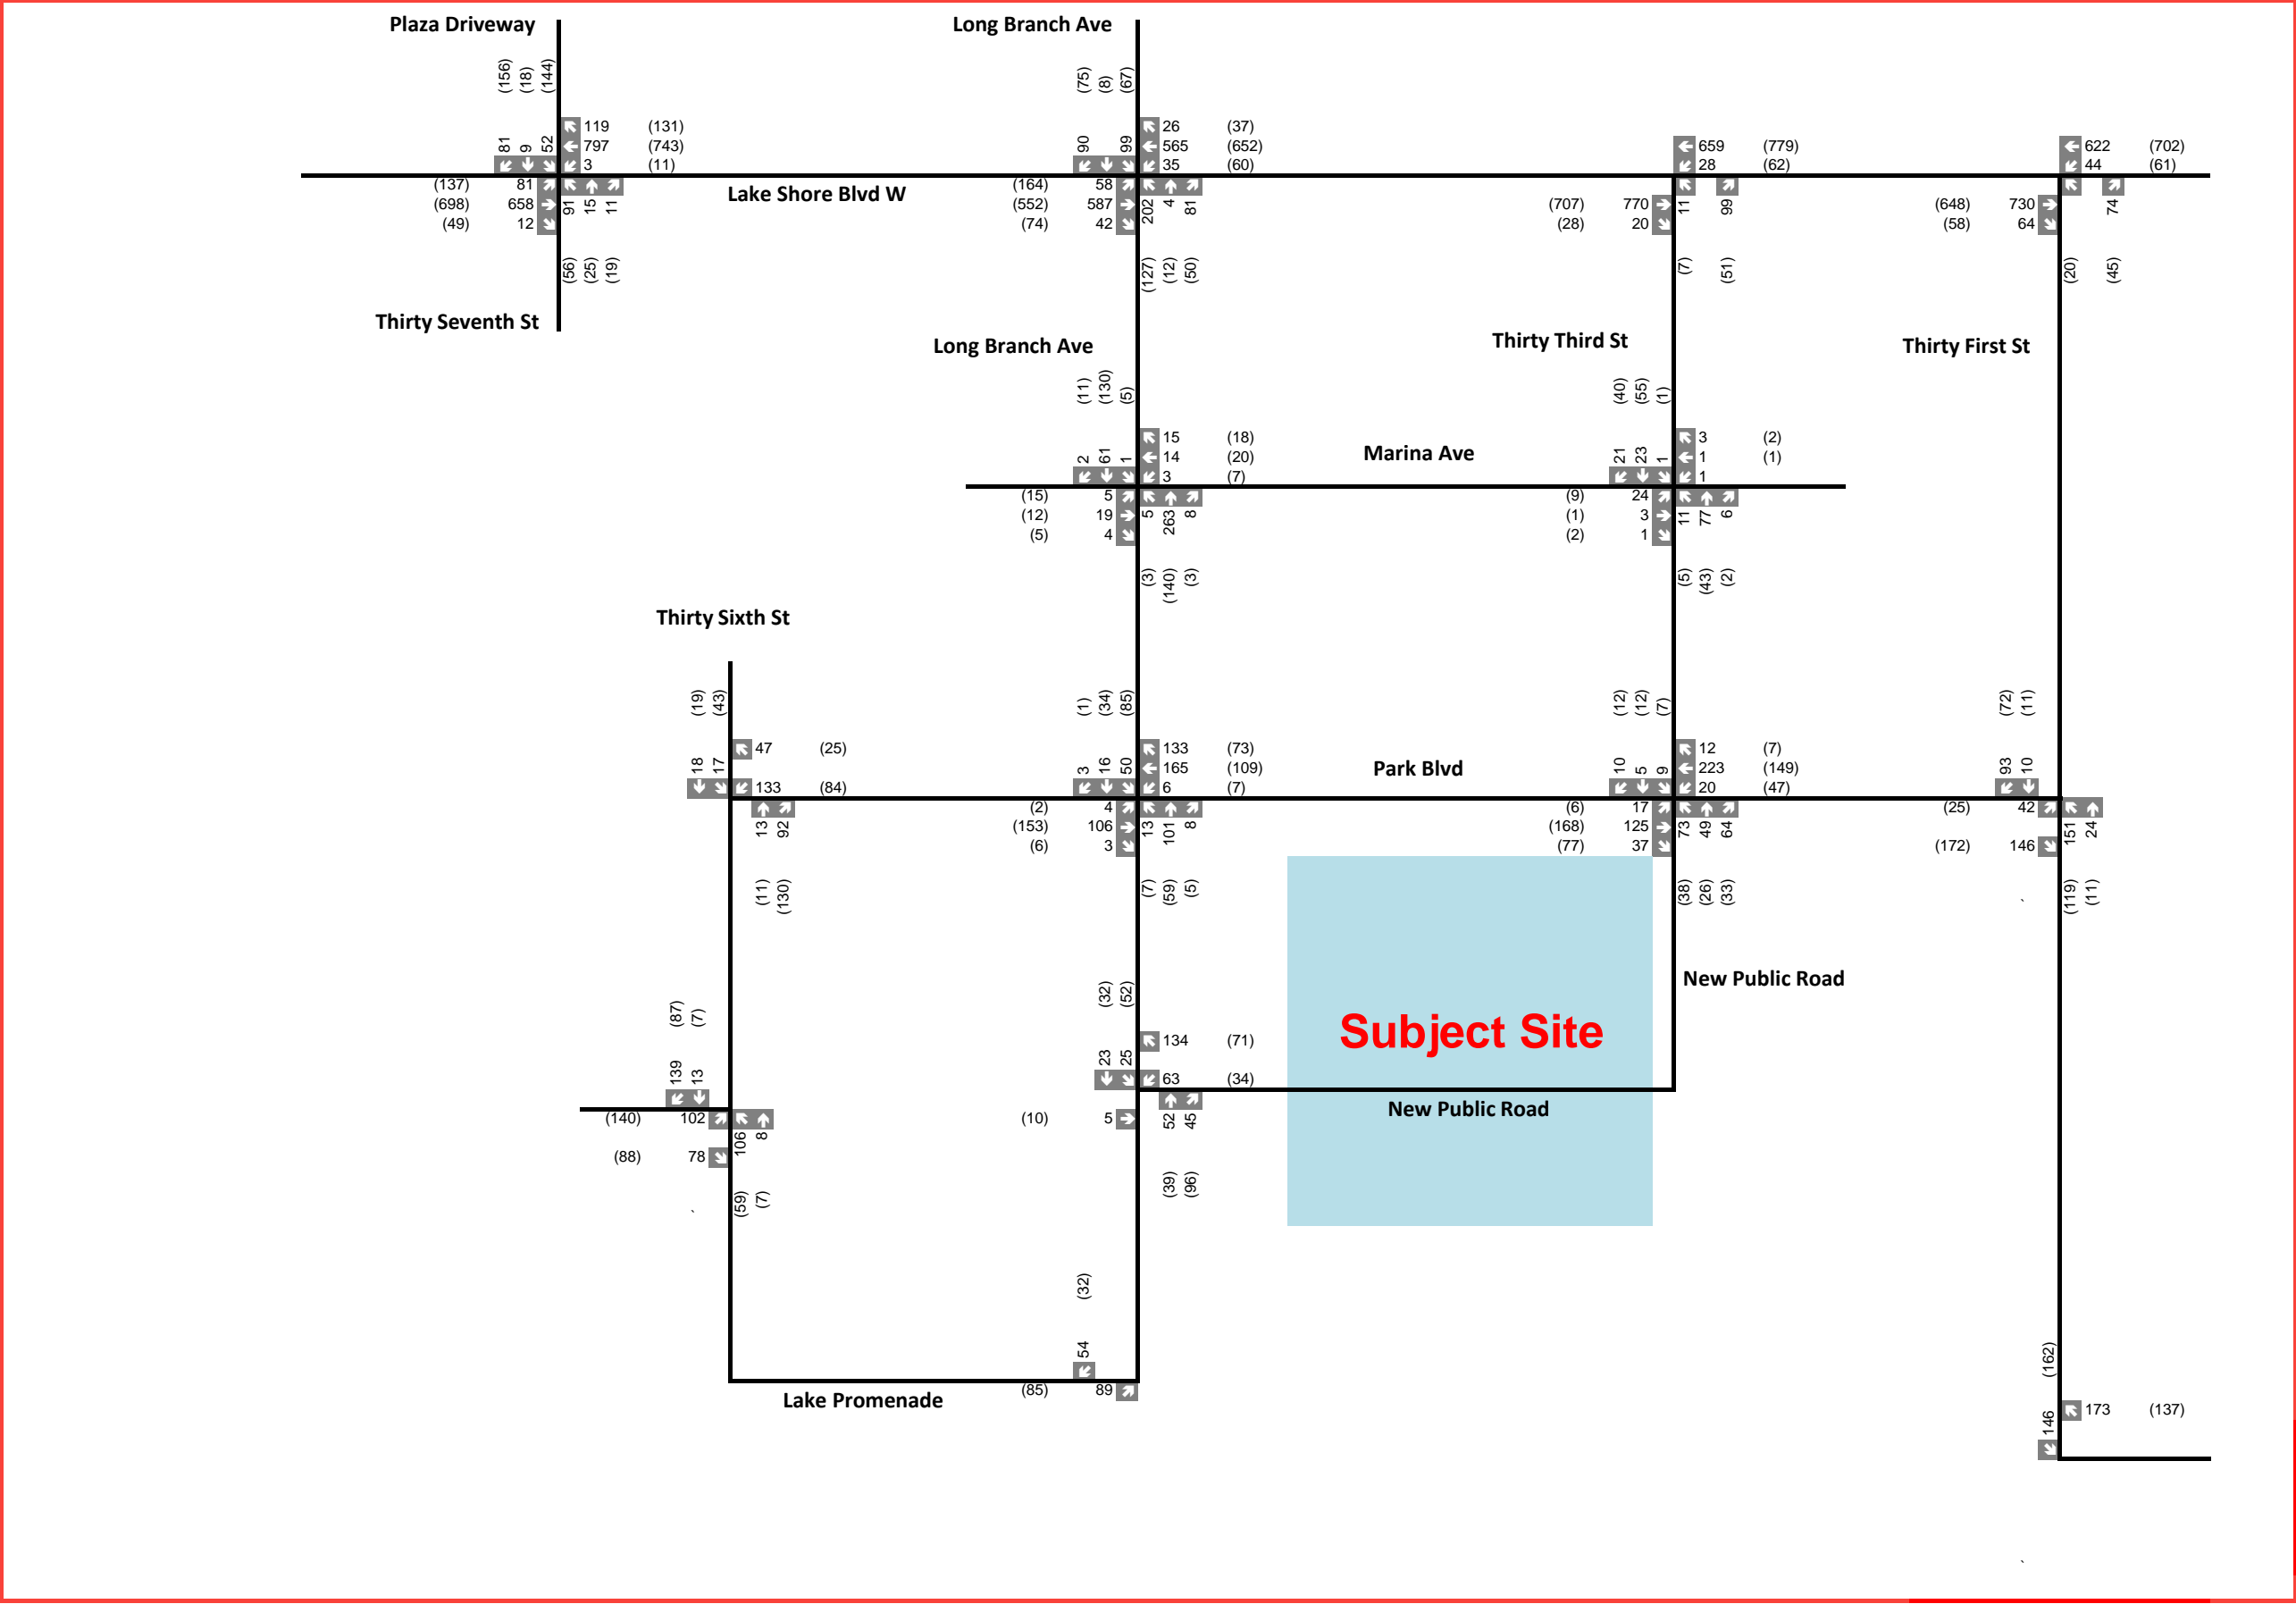 Plaza Driveway
Long Branch Ave
(156) (18) (144)
(75) (8) (67)
81 9 52
119 (131)
797 (743)
3 (11)
90 99
26 (37)
565 (652)
35 (60)
659 (779)
28 (62)
622 (702)
44 (61)
Lake Shore Blvd W
(137) 81
(698) 658
(49) 12
91 15 11
(56) (25) (19)
(164) 58
(552) 587
(74) 42
202 4 81
(127) (12) (50)
(707) 770
(28) 20
11 99
(7) (51)
(648) 730
(58) 64
74
(20) (45)
Thirty Seventh St
Long Branch Ave
Thirty Third St
Thirty First St
(11) (130) (5)
(40) (55) (1)
2 61 1
15 (18)
14 (20)
3 (7)
Marina Ave
21 23 1
3 (2)
1 (1)
1
(15) 5
(12) 19
(5) 4
5 263 8
(3) (140) (3)
(9) 24
(1) 3
(2) 1
11 77 6
(5) (43) (2)
Thirty Sixth St
(19) (43)
(1) (34) (85)
(12) (12) (7)
(72) (11)
18 17
47 (25)
133 (84)
3 16 50
133 (73)
165 (109)
6 (7)
Park Blvd
10 5 9
12 (7)
223 (149)
20 (47)
93 10
13 92
(11) (130)
(2) 4
(153) 106
(6) 3
13 101 8
(7) (59) (5)
(6) 17
(168) 125
(77) 37
73 49 64
(38) (26) (33)
(25) 42
(172) 146
151 24
(119) (11)
`
New Public Road
(87) (7)
(32) (52)
139 13
23 25
134 (71)
63 (34)
Subject Site
New Public Road
(140) 102
(88) 78
106 8
(59) (7)
`
(10) 5
52 45
(39) (96)
(32)
54
(85) 89
Lake Promenade
(162)
146
173 (137)
`